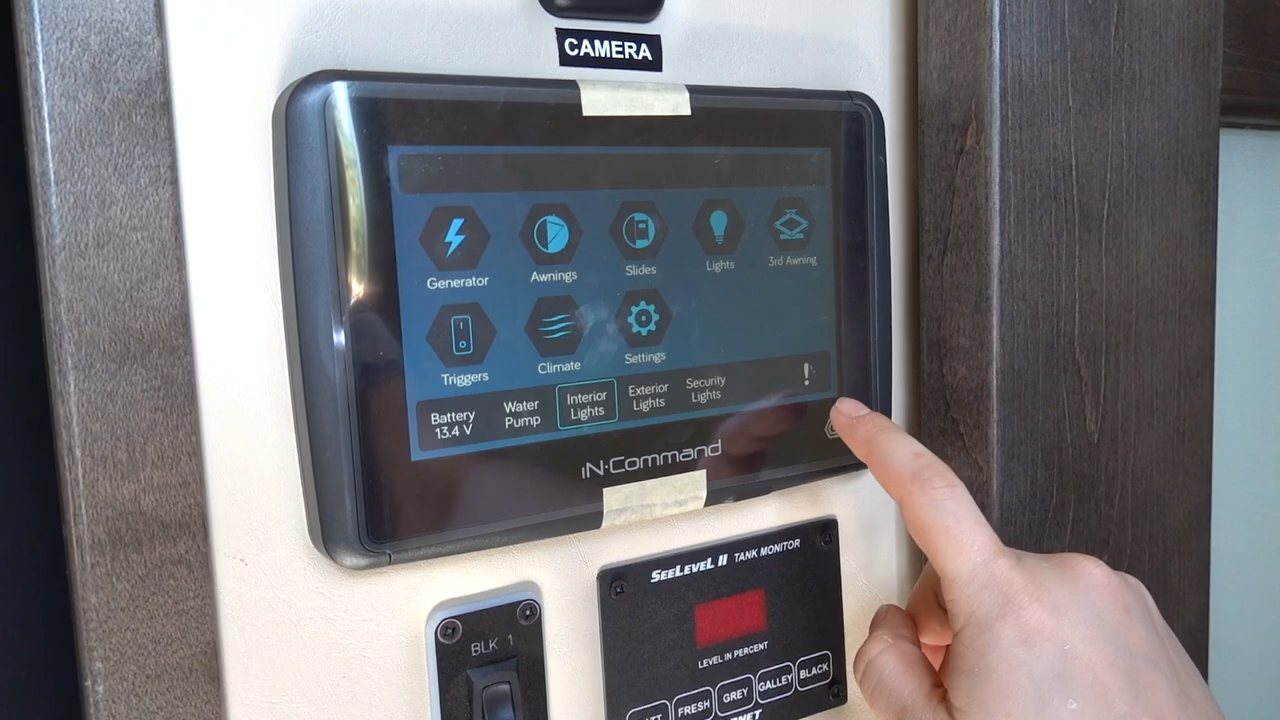 CAMERA
Generator
Awnings
Slides
Lights
3rd Awning
Triggers
Climate
Settings
Battery
13.4 V
Water
Pump
Interior
Lights
Exterior
Lights
Security
Lights
!
iN·Command
SEELEVEL II TANK MONITOR
LEVEL IN PERCENT
FRESH
GREY
GALLEY
BLACK
BLK 1